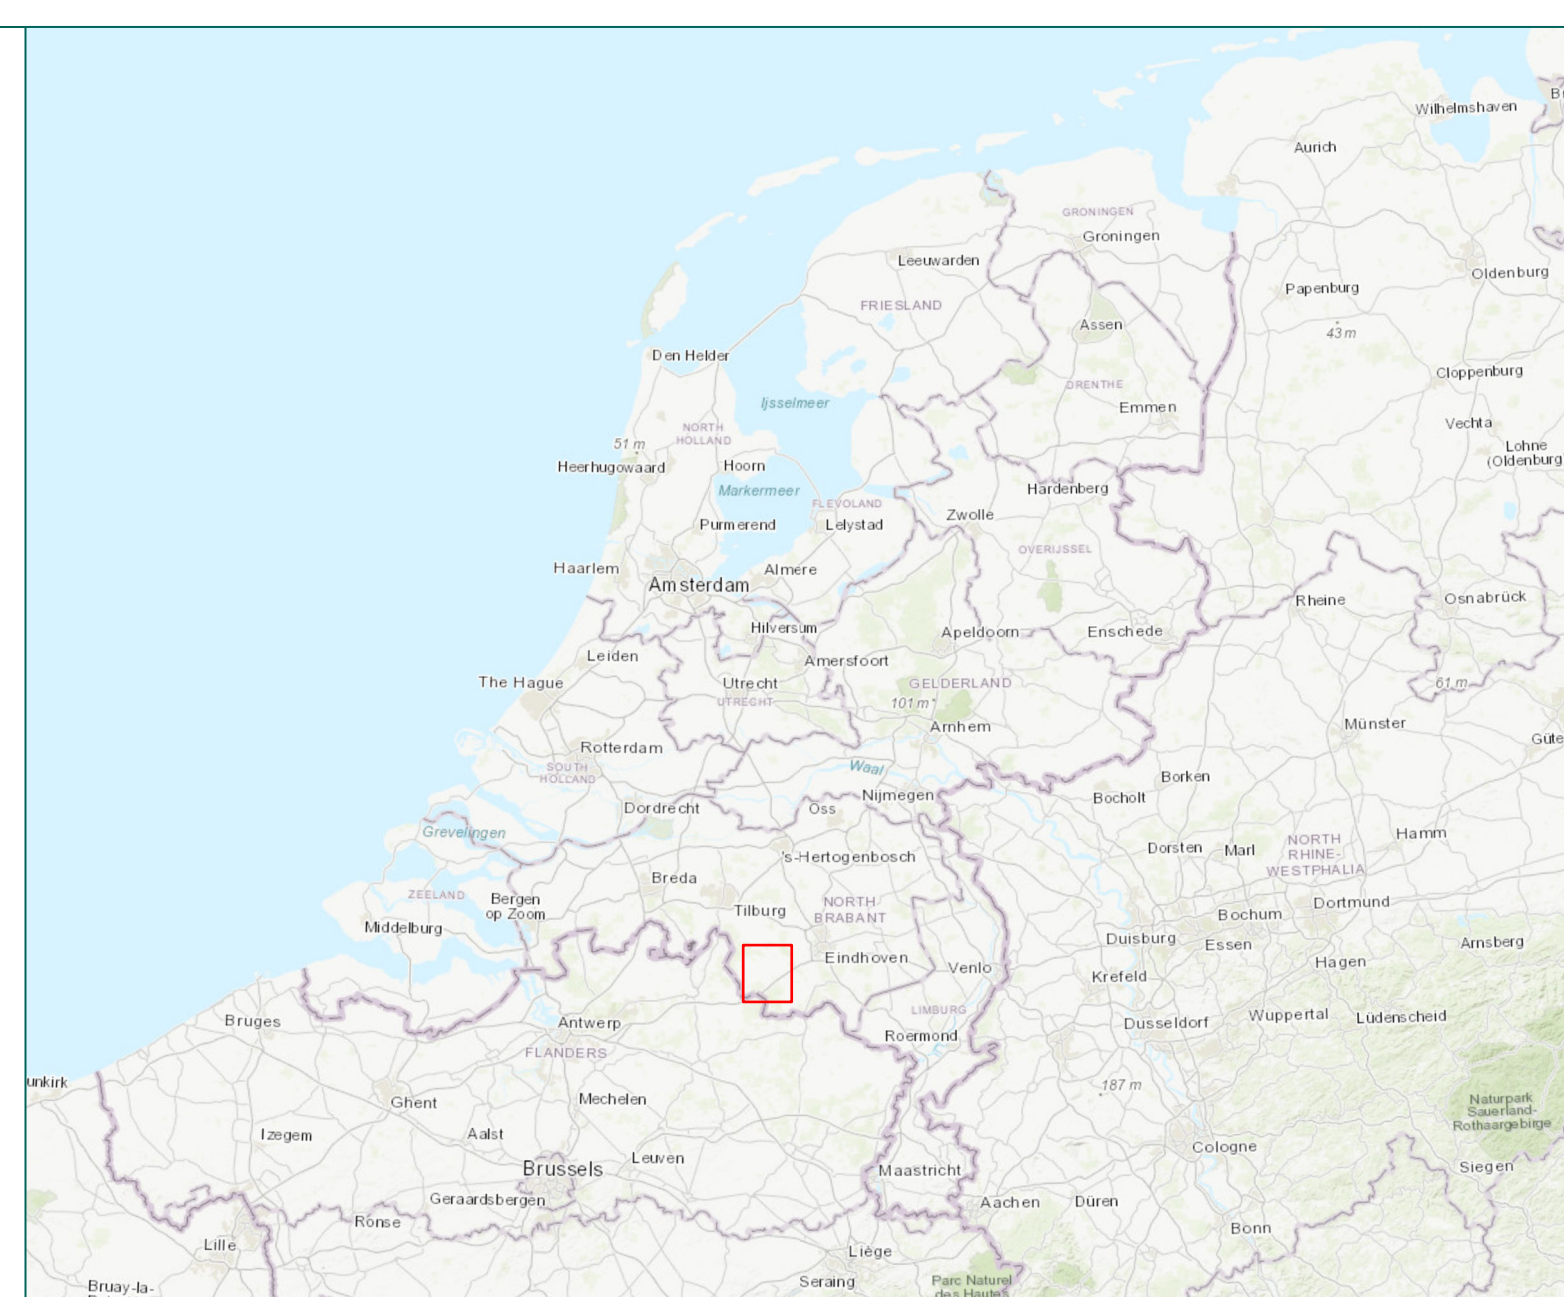 Wilhelmshaven
Aurich
GRONINGEN
Groningen
Leeuwarden
Oldenburg
Papenburg
FRIESLAND
Assen
43 m
Den Helder
Cloppenburg
DRENTHE
Ijsselmeer
Emmen
Vechta
NORTH
HOLLAND
51 m
Lohne
(Oldenburg
Heerhugowaard
Hoorn
Markermeer
Hardenberg
FLEVOLAND
Zwolle
Purmerend
Lelystad
OVERIJSSEL
Haarlem
Almere
Amsterdam
Rheine
Osnabrück
Hilversum
Apeldoorn
Enschede
Leiden
Amersfoort
The Hague
Utrecht
GELDERLAND
61 m
UTRECHT
101 m
Münster
Arnhem
Güte
Rotterdam
SOUTH
HOLLAND
Waal
Borken
Nijmegen
Bocholt
Dordrecht
Oss
Grevelingen
Hamm
NORTH
RHINE-
WESTPHALIA
Dorsten
Marl
's-Hertogenbosch
Breda
ZEELAND
Bergen
op Zoom
NORTH
BRABANT
Dortmund
Tilburg
Bochum
Middelburg
Duisburg
Essen
Arnsberg
Eindhoven
Venlo
Hagen
Krefeld
LIMBURG
Bruges
Antwerp
Dusseldorf
Wuppertal
Lüdenscheid
Roermond
FLANDERS
unkirk
187 m
Ghent
Mechelen
Naturpark
Sauerland-
Rothaargebirge
Izegem
Aalst
Cologne
Brussels
Leuven
Maastricht
Siegen
Geraardsbergen
Aachen
Düren
Ronse
Bonn
Lille
Liège
Seraing
Parc Naturel
des Hautes
Bruay-la-